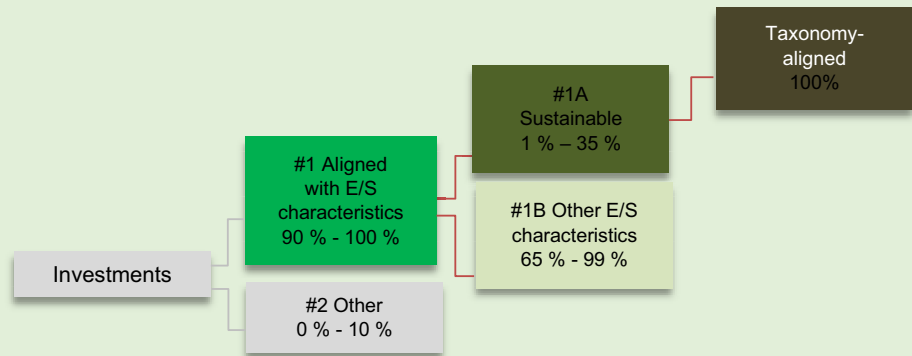 Investments
#1 Aligned
with E/S
characteristics
90 % - 100 %
#2 Other
0 % - 10 %
#1A
Sustainable
1 % – 35 %
#1B Other E/S
characteristics
65 % - 99 %
Taxonomy-
aligned
100%